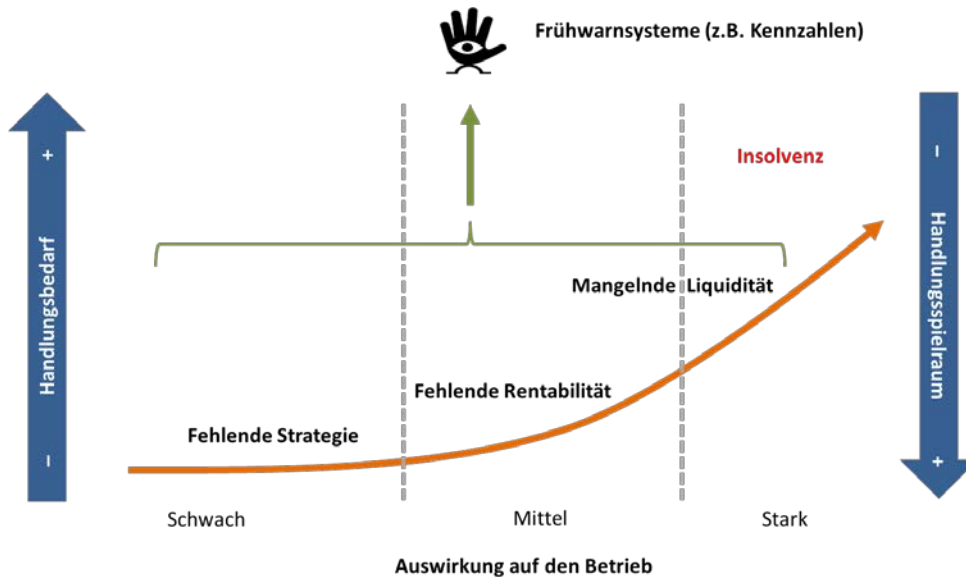 Frühwarnsysteme (z.B. Kennzahlen)
+
Handlungsbedarf
–
–
Handlungsspielraum
+
Insolvenz
Mangelnde Liquidität
Fehlende Rentabilität
Fehlende Strategie
Schwach
Mittel
Stark
Auswirkung auf den Betrieb